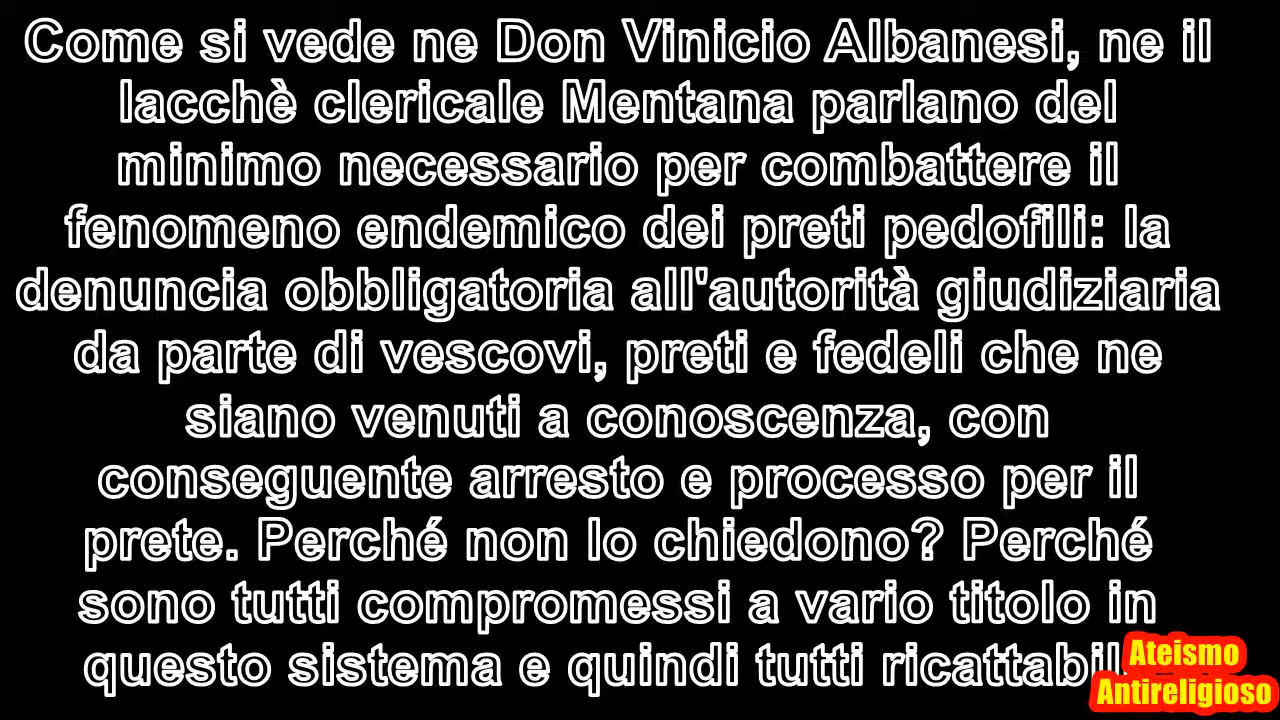 Come si vede ne Don Vinicio Albanesi, ne il
lacchè clericale Mentana parlano del
minimo necessario per combattere il
fenomeno endemico dei preti pedofili: la
denuncia obbligatoria all'autorità giudiziaria
da parte di vescovi, preti e fedeli che ne
siano venuti a conoscenza, con
conseguente arresto e processo per il
prete. Perché non lo chiedono? Perché
sono tutti compromessi a vario titolo in
questo sistema e quindi tutti ricattabil
Ateismo
Antireligioso